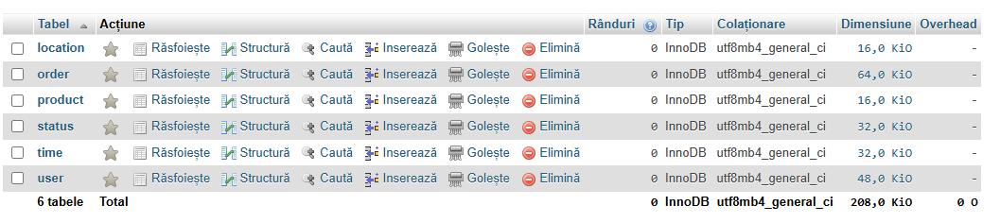 Tabel Acțiune Rânduri Tip Colaționare Dimensiune Overhead
location Răsfoiește Structură Caută Inserează Golește Elimină 0 InnoDB utf8mb4_general_ci 16,0 KiO -
order Răsfoiește Structură Caută Inserează Golește Elimină 0 InnoDB utf8mb4_general_ci 64,0 KiO -
product Răsfoiește Structură Caută Inserează Golește Elimină 0 InnoDB utf8mb4_general_ci 16,0 KiO -
status Răsfoiește Structură Caută Inserează Golește Elimină 0 InnoDB utf8mb4_general_ci 32,0 KiO -
time Răsfoiește Structură Caută Inserează Golește Elimină 0 InnoDB utf8mb4_general_ci 32,0 KiO -
user Răsfoiește Structură Caută Inserează Golește Elimină 0 InnoDB utf8mb4_general_ci 48,0 KiO -
6 tabele Total 0 InnoDB utf8mb4_general_ci 208,0 KiO 0 O